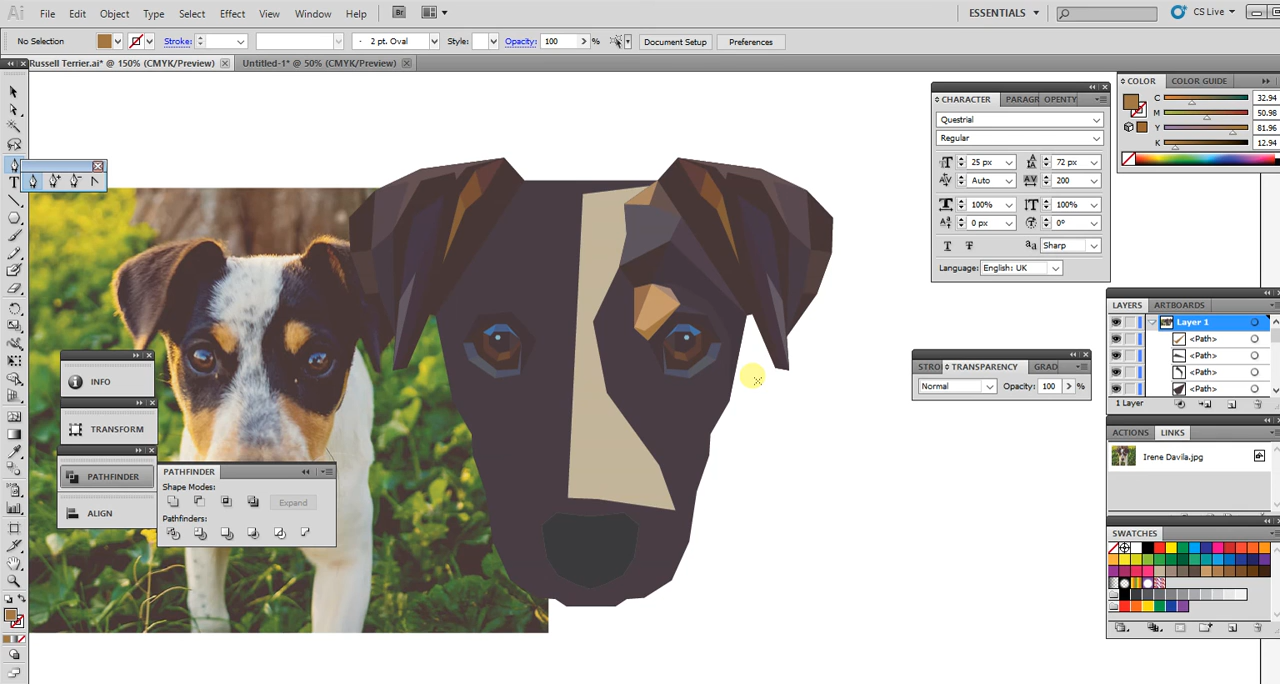 Ai File Edit Object Type Select Effect View Window Help Br ESSENTIALS CS Live
No Selection Stroke: 2 pt. Oval Style: Opacity: 100 % Document Setup Preferences
Russell Terrier.ai* @ 150% (CMYK/Preview) Untitled-1* @ 50% (CMYK/Preview)
COLOR COLOR GUIDE
C 32.94
M 50.98
Y 81.96
K 12.94
CHARACTER PARAGR OPENTY
Questrial
Regular
25 px 72 px
Auto 200
100% 100%
0 px 0°
T T Sharp
Language: English: UK
LAYERS ARTBOARDS
Layer 1
<Path>
<Path>
<Path>
<Path>
1 Layer
STRO TRANSPARENCY GRAD
Normal Opacity: 100 %
INFO
TRANSFORM
PATHFINDER
ALIGN
PATHFINDER
Shape Modes:
Expand
Pathfinders:
ACTIONS LINKS
Irene Davila.jpg
SWATCHES